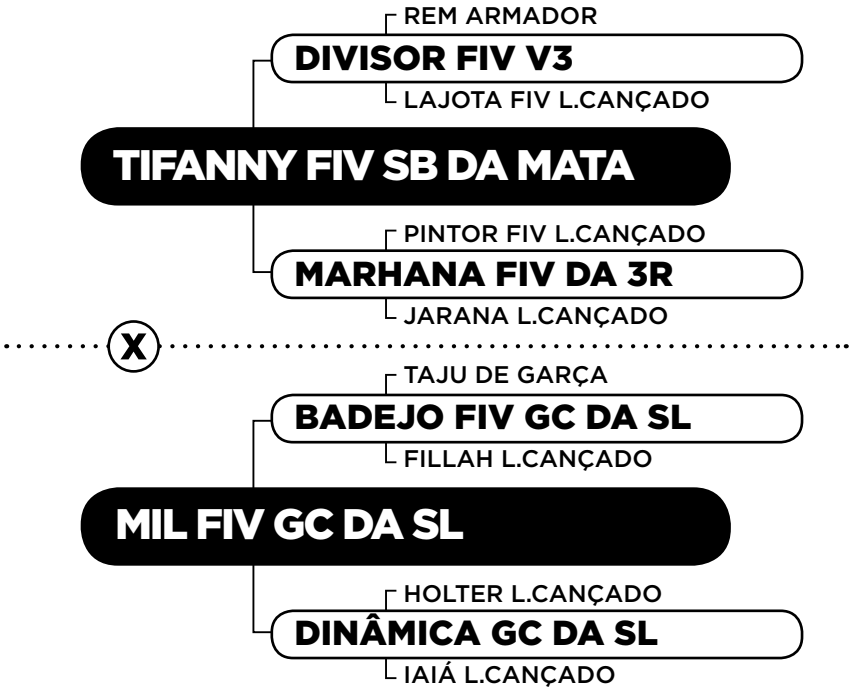 REM ARMADOR
DIVISOR FIV V3
LAJOTA FIV L.CANÇADO
TIFANNY FIV SB DA MATA
PINTOR FIV L.CANÇADO
MARHANA FIV DA 3R
JARANA L.CANÇADO
X
TAJU DE GARÇA
BADEJO FIV GC DA SL
FILLAH L.CANÇADO
MIL FIV GC DA SL
HOLTER L.CANÇADO
DINÂMICA GC DA SL
IAIÁ L.CANÇADO